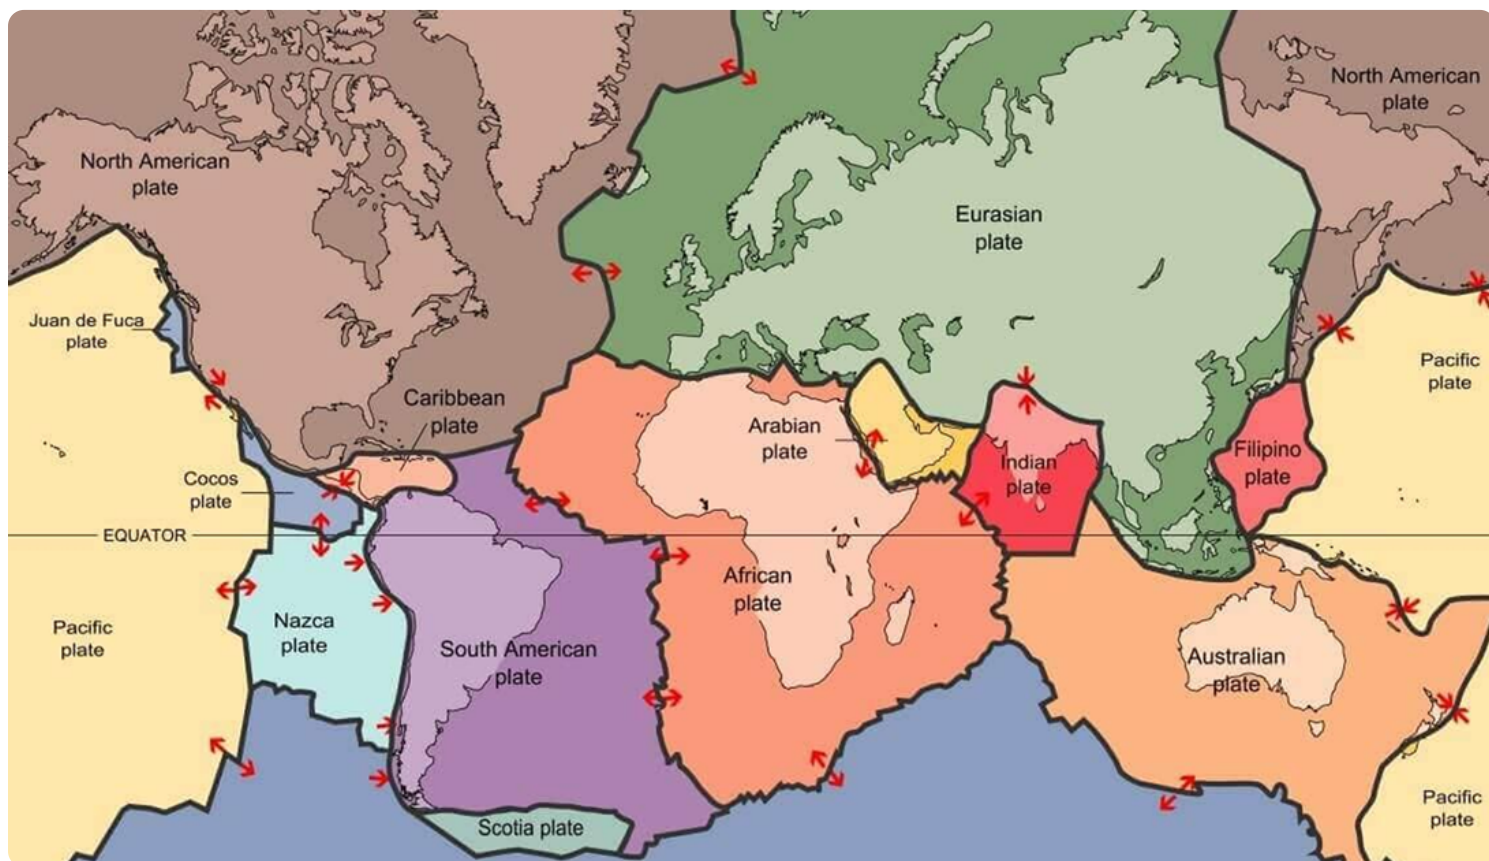 North American
plate
North American
plate
Eurasian
plate
Juan de Fuca
plate
Pacific
plate
Caribbean
plate
Arabian
plate
Filipino
plate
Indian
plate
Cocos
plate
EQUATOR
African
plate
Nazca
plate
Pacific
plate
South American
plate
Australian
plate
Pacific
plate
Scotia plate